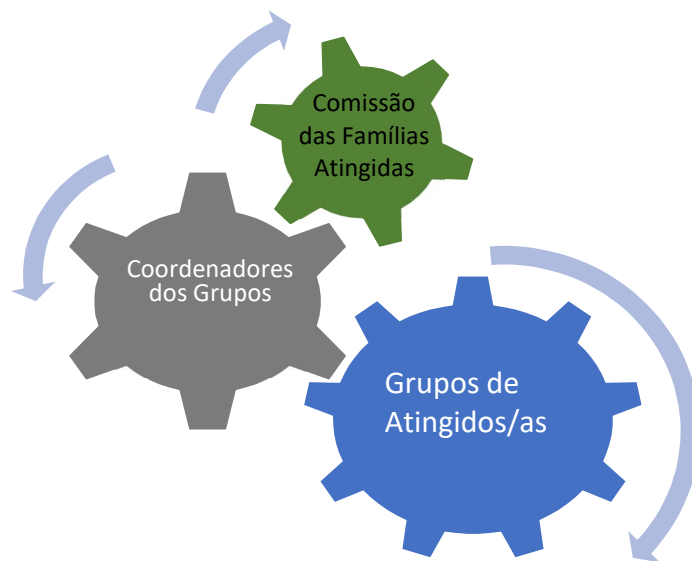 Comissão
das Famílias
Atingidas
Coordenadores
dos Grupos
Grupos de
Atingidos/as